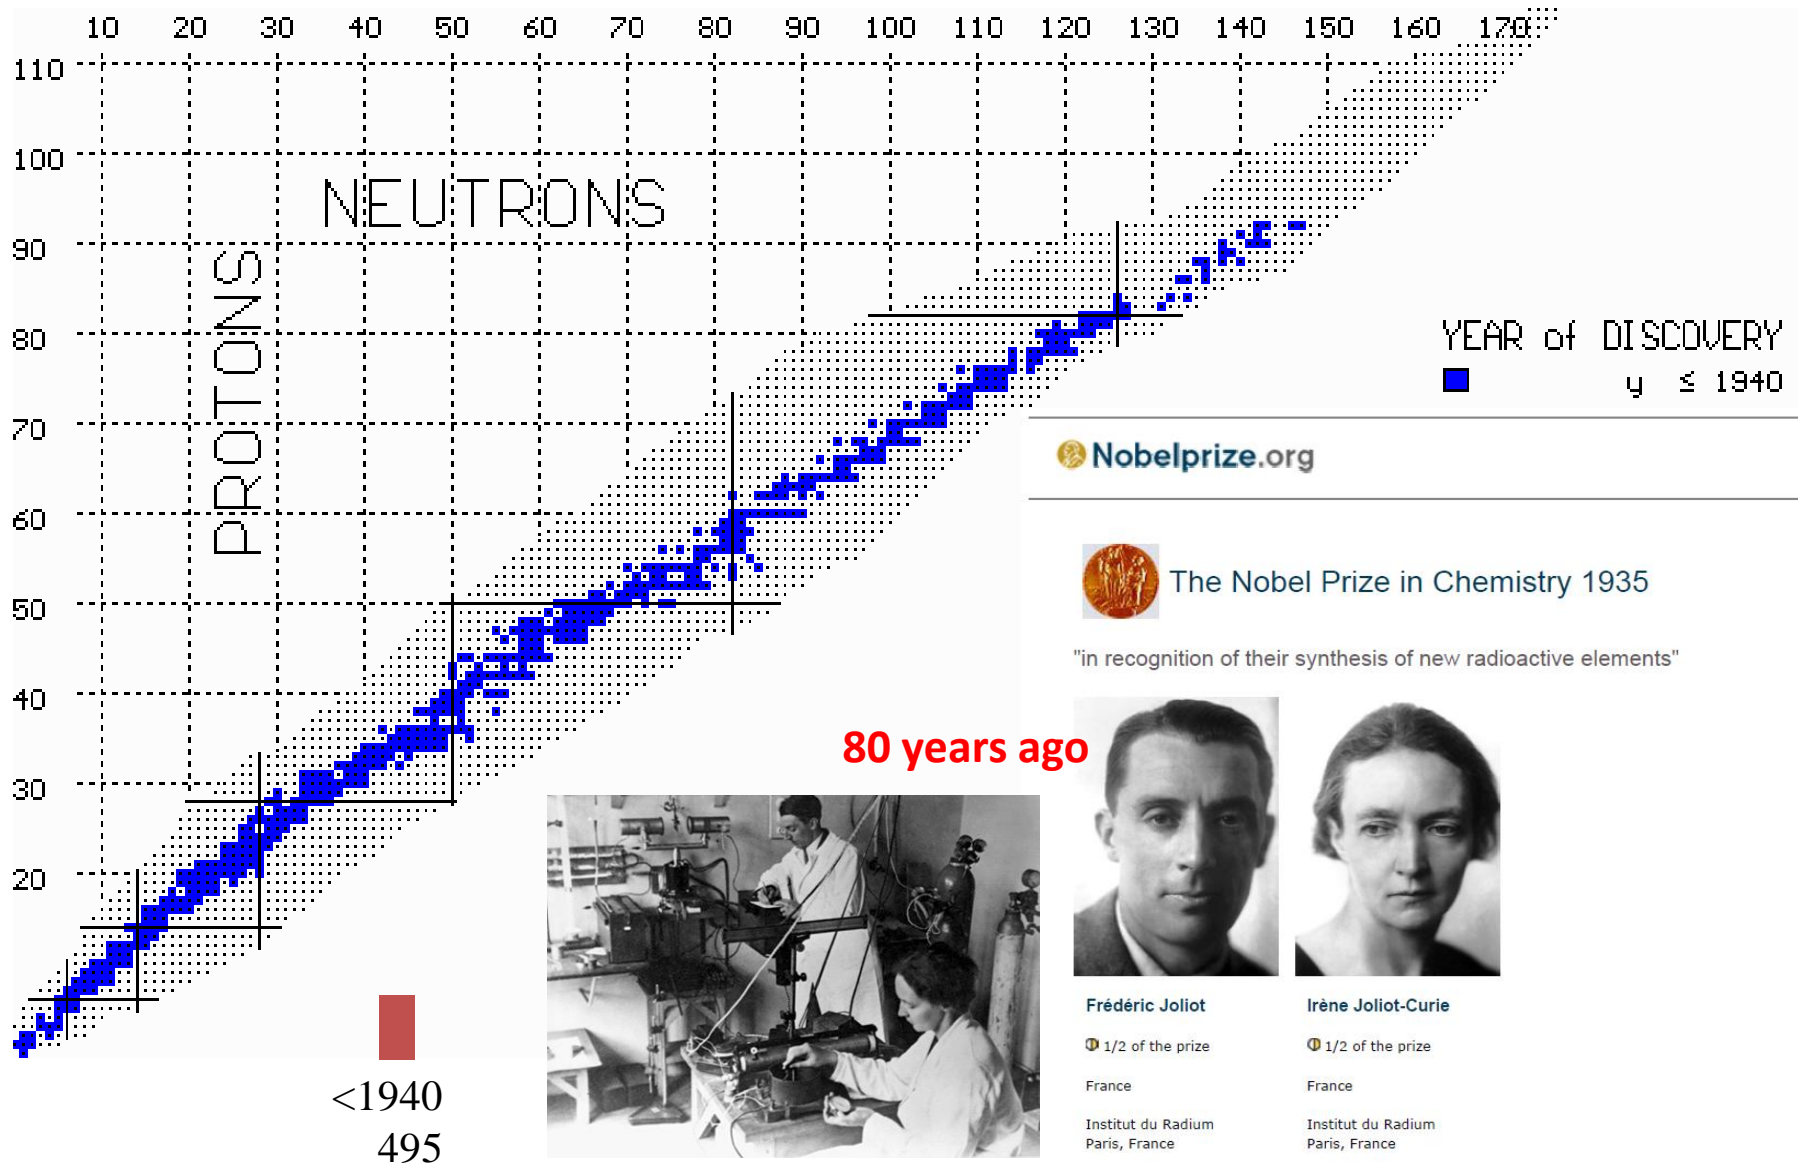 10 20 30 40 50 60 70 80 90 100 110 120 130 140 150 160 170
110
100
NEUTRONS
90
PROTONS
80
YEAR of DISCOVERY
y ≤ 1940
70
Nobelprize.org
60
The Nobel Prize in Chemistry 1935
50
"in recognition of their synthesis of new radioactive elements"
40
80 years ago
30
20
Frédéric Joliot
1/2 of the prize
France
Institut du Radium
Paris, France
Irène Joliot-Curie
1/2 of the prize
France
Institut du Radium
Paris, France
<1940
495